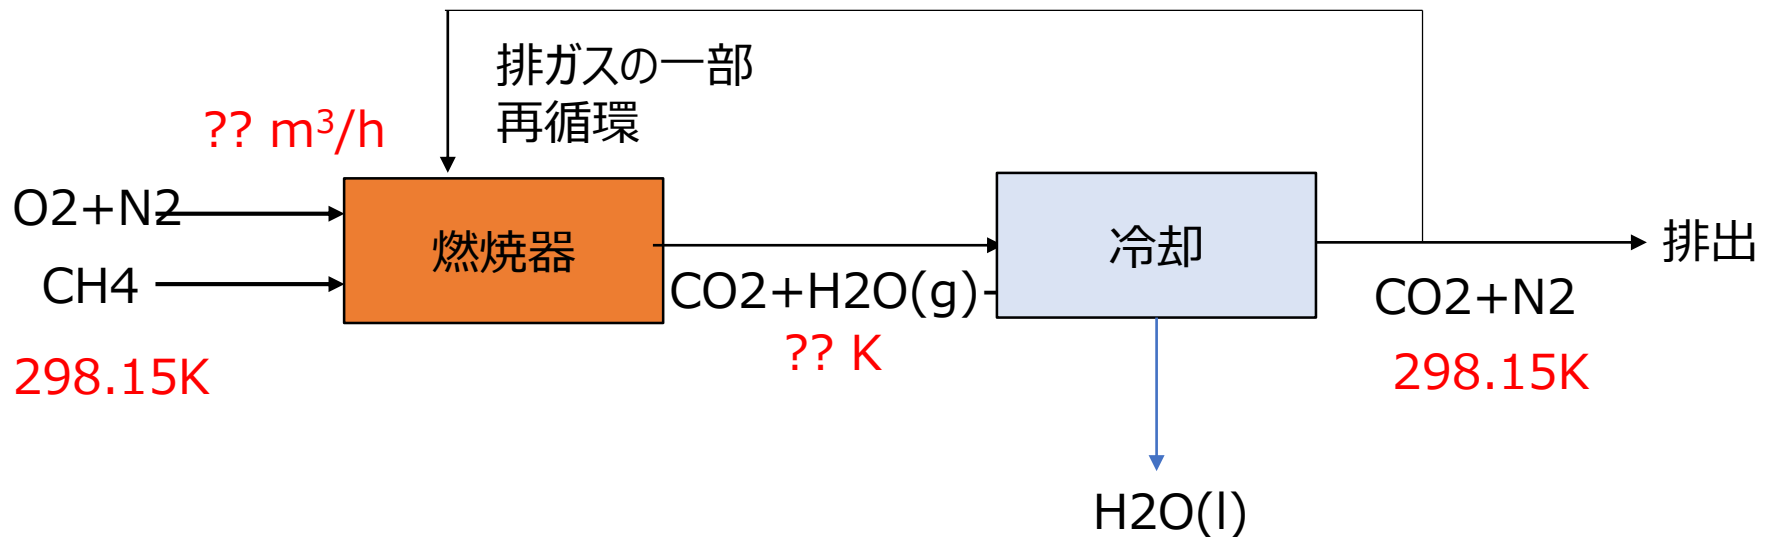 排ガスの一部
再循環
?? m³/h
O2+N2
CH4
298.15K
燃焼器
CO2+H2O(g)
?? K
冷却
H2O(l)
CO2+N2
298.15K
排出